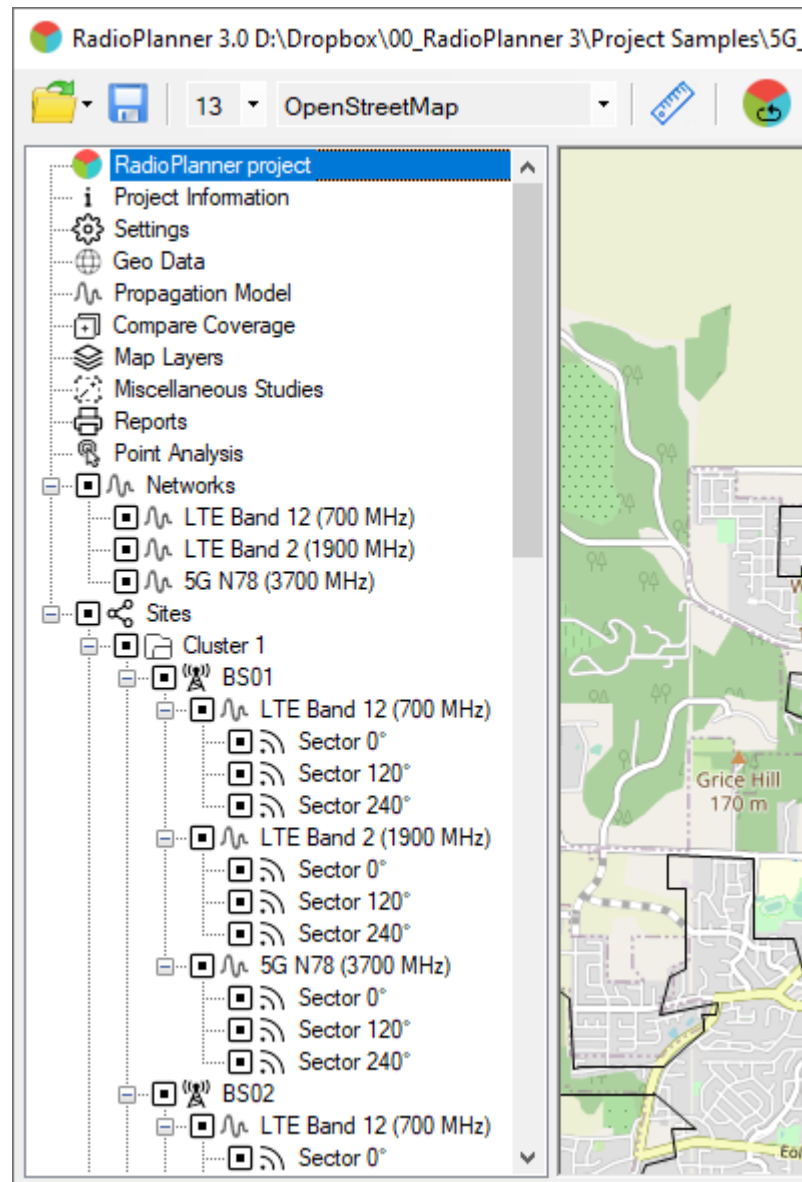 RadioPlanner 3.0 D:\Dropbox\00_RadioPlanner 3\Project Samples\5G_
13 OpenStreetMap
RadioPlanner project
Project Information
Settings
Geo Data
Propagation Model
Compare Coverage
Map Layers
Miscellaneous Studies
Reports
Point Analysis
Networks
LTE Band 12 (700 MHz)
LTE Band 2 (1900 MHz)
5G N78 (3700 MHz)
Sites
Cluster 1
BS01
LTE Band 12 (700 MHz)
Sector 0°
Sector 120°
Sector 240°
LTE Band 2 (1900 MHz)
Sector 0°
Sector 120°
Sector 240°
5G N78 (3700 MHz)
Sector 0°
Sector 120°
Sector 240°
BS02
LTE Band 12 (700 MHz)
Sector 0°
Grice Hill
170 m